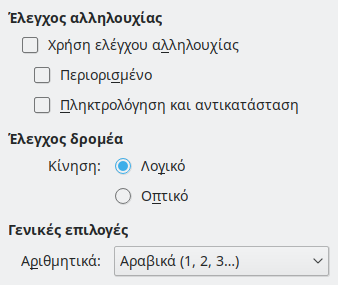 Έλεγχος αλληλουχίας
Χρήση ελέγχου αλληλουχίας
Περιορισμένο
Πληκτρολόγηση και αντικατάσταση
Έλεγχος δρομέα
Κίνηση: Λογικό
Οπτικό
Γενικές επιλογές
Αριθμητικά: Αραβικά (1, 2, 3...)